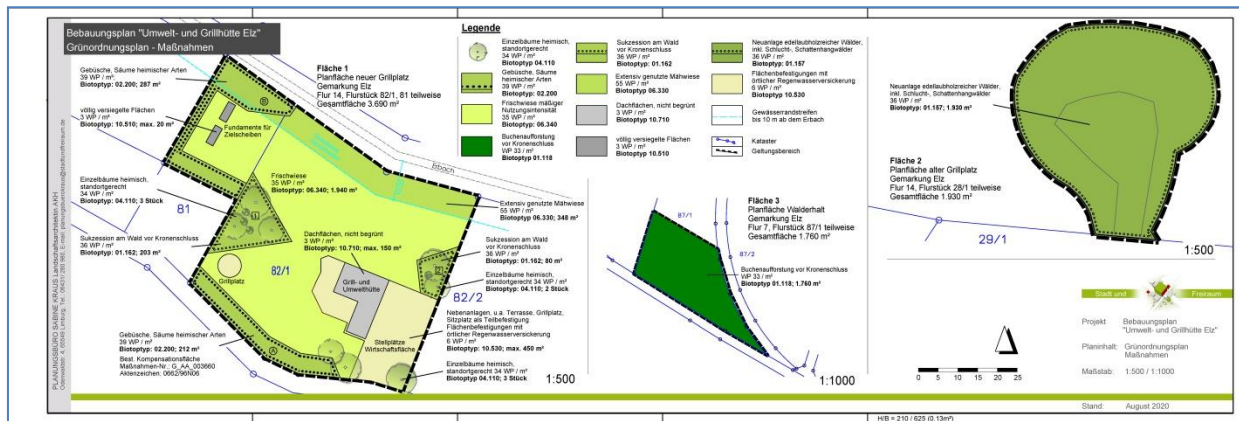 Bebauungsplan "Umwelt- und Grillhütte Elz"
Grünordnungsplan - Maßnahmen
Gebüsche, Säume heimischer Arten
39 WP / m²
Biotoptyp: 02.200; 287 m²
völlig versiegelte Flächen
3 WP / m²
Biotoptyp: 10.510; max. 20 m²
Einzelbäume heimisch,
standortgerecht
34 WP / m²
Biotoptyp: 04.110; 3 Stück
81
Sukzession am Wald vor Kronenschluss
36 WP / m²
Biotoptyp: 01.162; 203 m²
Gebüsche, Säume heimischer Arten
39 WP / m²
Biotoptyp: 02.200; 212 m²
Best. Kompensationsfläche
Maßnahmen-Nr.: G_AA_003660
Aktenzeichen: 0662/96N06
Fläche 1
Planfläche neuer Grillplatz
Gemarkung Elz
Flur 14, Flurstück 82/1, 81 teilweise
Gesamtfläche 3.690 m²
Fundamente für
Zielscheiben
Frischwiese
35 WP / m²
Biotoptyp: 06.340; 1.940 m²
Dachflächen, nicht begrünt
3 WP / m²
Biotoptyp: 10.710; max. 150 m²
Grillplatz
82/1
Grill- und
Umwelthütte
Stellplätze
Wirtschaftsfläche
Erbach
Extensiv genutzte Mähwiese
55 WP / m²
Biotoptyp: 06.330; 348 m²
Sukzession am Wald
vor Kronenschluss
36 WP / m²
Biotoptyp: 01.162; 80 m²
Einzelbäume heimisch,
standortgerecht 34 WP / m²
Biotoptyp: 04.110; 2 Stück
82/2
Nebenanlagen, u.a. Terrasse, Grillplatz,
Sitzplatz als Teilbefestigung
Flächenbefestigungen mit
örtlicher Regenwasserversickerung
6 WP / m²
Biotoptyp: 10.530; max. 450 m²
Einzelbäume heimisch,
standortgerecht 34 WP / m²
Biotoptyp 04.110; 3 Stück
1:500
Legende
Einzelbäume heimisch,
standortgerecht
34 WP / m²
Biotoptyp 04.110
Gebüsche, Säume
heimischer Arten
39 WP / m²
Biotoptyp: 02.200
Frischwiese mäßiger
Nutzungsintensität
35 WP / m²
Biotoptyp: 06.340
Buchenaufforstung
vor Kronenschluss
WP 33 / m²
Biotoptyp 01.118
Sukzession am Wald
vor Kronenschluss
36 WP / m²
Biotoptyp: 01.162
Extensiv genutzte Mähwiese
55 WP / m²
Biotoptyp 06.330
Dachflächen, nicht begrünt
3 WP / m²
Biotoptyp 10.710
völlig versiegelte Flächen
3 WP / m²
Biotoptyp 10.510
Neuanlage edellaubholzreicher Wälder,
inkl. Schlucht-, Schattenhangwälder
36 WP / m²
Biotoptyp: 01.157
Flächenbefestigungen mit
örtlicher Regenwasserversickerung
6 WP / m²
Biotoptyp 10.530
Gewässerrandstreifen
bis 10 m ab dem Erbach
Kataster
Geltungsbereich
87/1
87/2
Fläche 3
Planfläche Walderhalt
Gemarkung Elz
Flur 7, Flurstück 87/1 teilweise
Gesamtfläche 1.760 m²
Buchenaufforstung vor Kronenschluss
WP 33 / m²
Biotoptyp 01.118; 1.760 m²
1:1000
Neuanlage edellaubholzreicher Wälder,
inkl. Schlucht-, Schattenhangwälder
36 WP / m²
Biotoptyp: 01.157; 1.930 m²
Fläche 2
Planfläche alter Grillplatz
Gemarkung Elz
Flur 14, Flurstück 28/1 teilweise
Gesamtfläche 1.930 m²
29/1
1:500
0 5 10 15 20 25
Stadt und Freiraum
Projekt Bebauungsplan
"Umwelt- und Grillhütte Elz"
Planinhalt: Grünordnungsplan
Maßnahmen
Maßstab: 1:500 / 1:1000
Stand: August 2020
H/B = 210 / 625 (0.13m²)
PLANUNGSBÜRO SABINE KRAUS Landschaftsarchitektin AKH